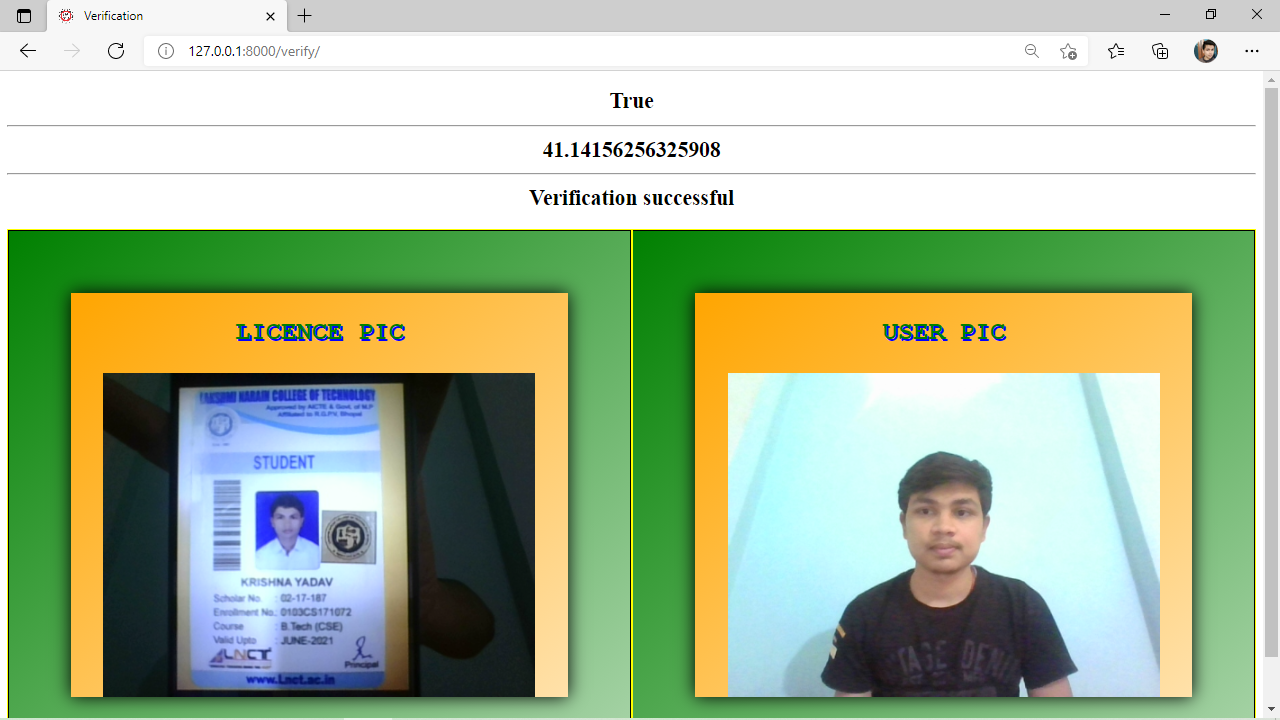 Verification
127.0.0.1:8000/verify/
True
41.14156256325908
Verification successful
LICENCE PIC
USER PIC
LAKSHMI NARAIN COLLEGE OF TECHNOLOGY
Approved by AICTE & Govt. of M.P
Affiliated to R.G.P.V. Bhopal
STUDENT
KRISHNA YADAV
Scholar No. : 02-17-187
Enrollment No.: 0103CS171072
Course : B.Tech (CSE)
Valid Upto : JUNE-2021
LNCT
Principal
www.Lnct.ac.in